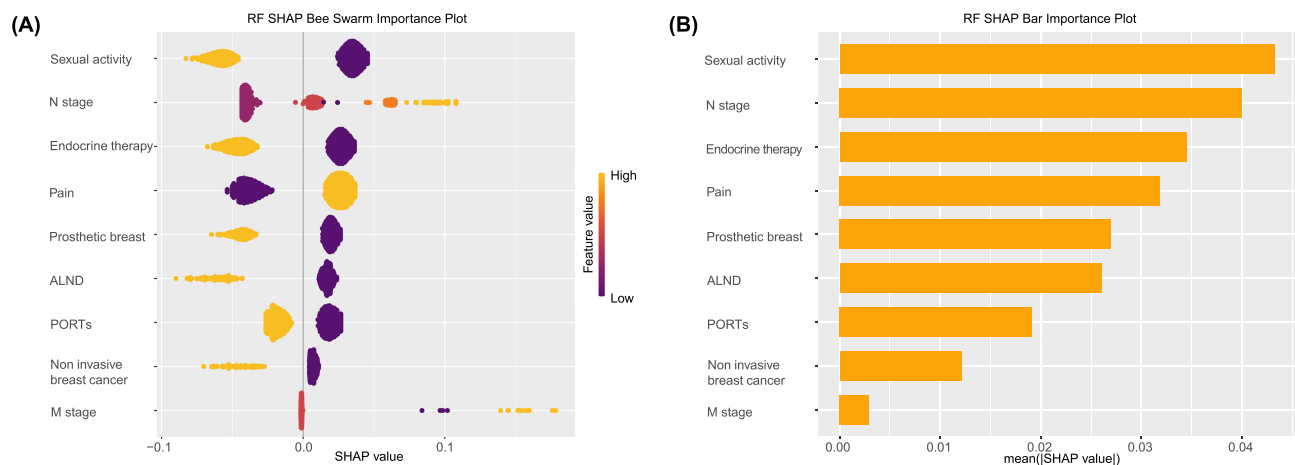 (A)
RF SHAP Bee Swarm Importance Plot
Sexual activity
N stage
Endocrine therapy
Pain
Prosthetic breast
ALND
PORTs
Non invasive
breast cancer
M stage
−0.1
0.0
0.1
SHAP value
High
Feature value
Low
(B)
RF SHAP Bar Importance Plot
Sexual activity
N stage
Endocrine therapy
Pain
Prosthetic breast
ALND
PORTs
Non invasive
breast cancer
M stage
0.00
0.01
0.02
0.03
0.04
mean(|SHAP value|)